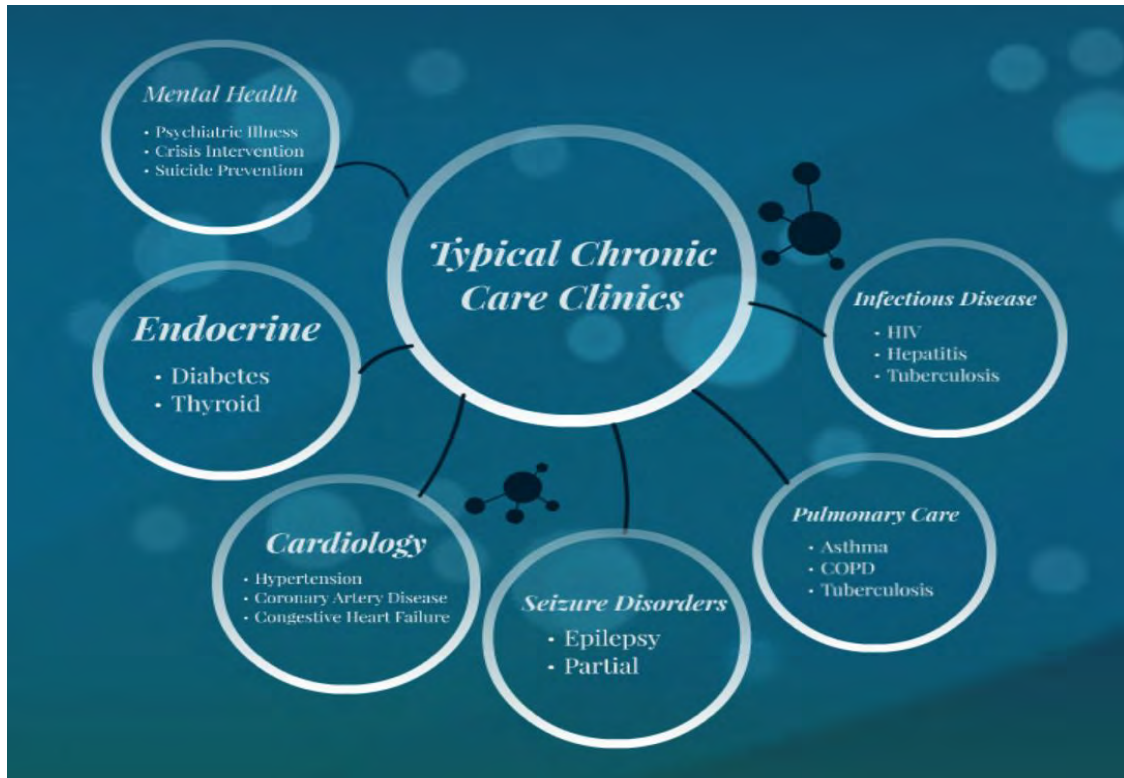 Mental Health
• Psychiatric Illness
• Crisis Intervention
• Suicide Prevention
Typical Chronic
Care Clinics
Endocrine
• Diabetes
• Thyroid
Infectious Disease
• HIV
• Hepatitis
• Tuberculosis
Cardiology
• Hypertension
• Coronary Artery Disease
• Congestive Heart Failure
Seizure Disorders
• Epilepsy
• Partial
Pulmonary Care
• Asthma
• COPD
• Tuberculosis